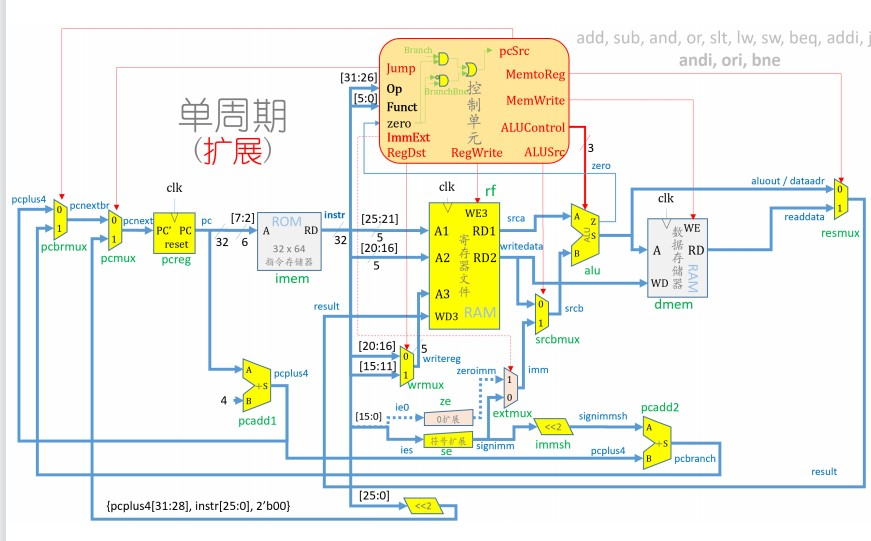 add, sub, and, or, slt, lw, sw, beq, addi, j
andi, ori, bne
单周期
(扩展)
Branch
pcSrc
Jump
BranchBne
MemtoReg
[31:26]
Op
[5:0]
Funct
控制单元
MemWrite
zero
ALUControl
ImmExt
RegDst
RegWrite
ALUSrc
3
zero
clk
clk
rf
clk
aluout / dataadr
pcplus4
0
1
pcnextbr
0
1
pcnext
PC' PC
reset
pc
32
[7:2]
6
ROM
A
RD
32 x 64
指令存储器
instr
32
[25:21]
5
[20:16]
5
A1
A2
A3
WD3
WE3
RD1
RD2
寄存器文件
RAM
srca
writedata
A
B
ALU
Z
S
A
WD
WE
RD
数据存储器
RAM
readdata
0
1
resmux
pcbrmux
pcmux
pcreg
imem
alu
dmem
result
0
1
srcb
srcbmux
[20:16]
[15:11]
0
1
5
writereg
wrmux
zeroimm
1
0
imm
extmux
A
B
+S
4
pcplus4
pcadd1
[15:0]
ie0
ze
0扩展
ies
符号扩展
se
signimm
<<2
immsh
signimmsh
pcplus4
pcadd2
A
B
+S
pcbranch
result
{pcplus4[31:28], instr[25:0], 2’b00}
[25:0]
<<2